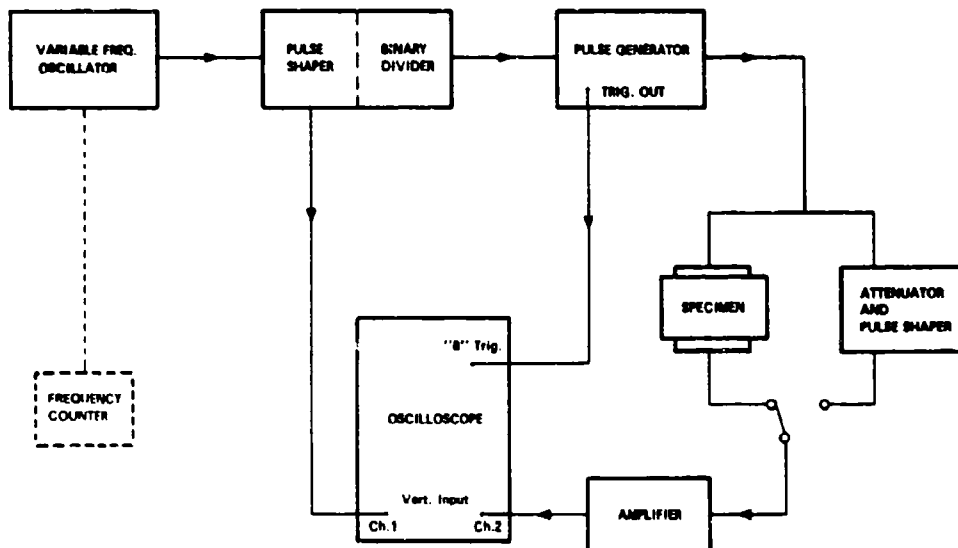 VARIABLE FREQ.
OSCILLATOR
PULSE
SHAPER
BINARY
DIVIDER
PULSE GENERATOR
TRIG. OUT
SPECIMEN
ATTENUATOR
AND
PULSE SHAPER
"B" Trig.
FREQUENCY
COUNTER
OSCILLOSCOPE
Vert. Input
Ch.1
Ch.2
AMPLIFIER